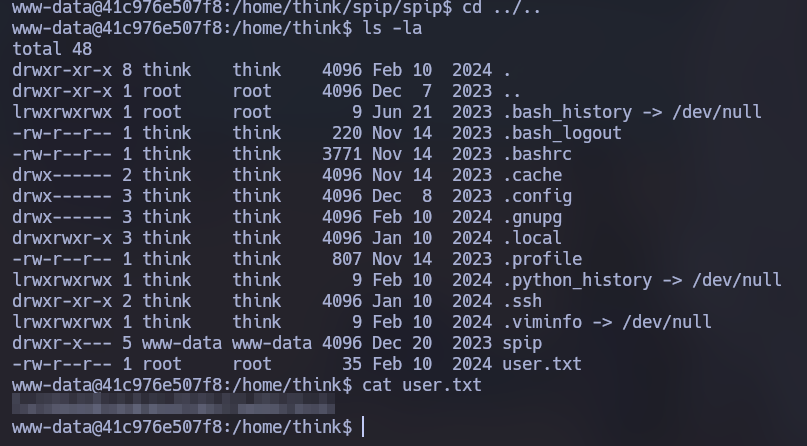 www-data@41c976e507f8:/home/think/spip/spip$ cd ../..
www-data@41c976e507f8:/home/think$ ls -la
total 48
drwxr-xr-x 8 think    think    4096 Feb 10  2024 .
drwxr-xr-x 1 root     root     4096 Dec  7  2023 ..
lrwxrwxrwx 1 root     root        9 Jun 21  2023 .bash_history -> /dev/null
-rw-r--r-- 1 think    think     220 Nov 14  2023 .bash_logout
-rw-r--r-- 1 think    think    3771 Nov 14  2023 .bashrc
drwx------ 2 think    think    4096 Nov 14  2023 .cache
drwx------ 3 think    think    4096 Dec  8  2023 .config
drwx------ 3 think    think    4096 Feb 10  2024 .gnupg
drwxrwxr-x 3 think    think    4096 Jan 10  2024 .local
-rw-r--r-- 1 think    think     807 Nov 14  2023 .profile
lrwxrwxrwx 1 think    think       9 Feb 10  2024 .python_history -> /dev/null
drwxr-xr-x 2 think    think    4096 Jan 10  2024 .ssh
lrwxrwxrwx 1 think    think       9 Feb 10  2024 .viminfo -> /dev/null
drwxr-x--- 5 www-data www-data 4096 Dec 20  2023 spip
-rw-r--r-- 1 root     root       35 Feb 10  2024 user.txt
www-data@41c976e507f8:/home/think$ cat user.txt
www-data@41c976e507f8:/home/think$